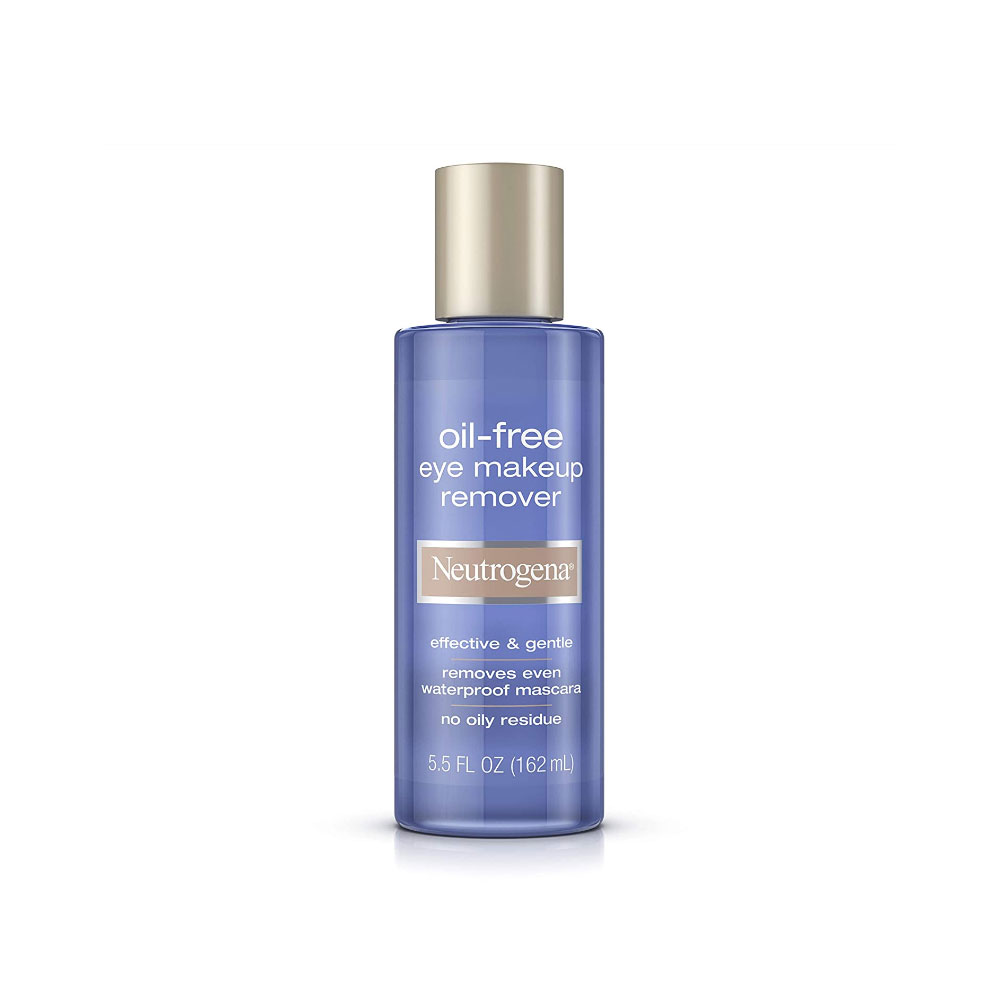 oil-free
eye makeup
remover
Neutrogena®
effective & gentle
removes even
waterproof mascara
no oily residue
5.5 FL OZ (162 mL)